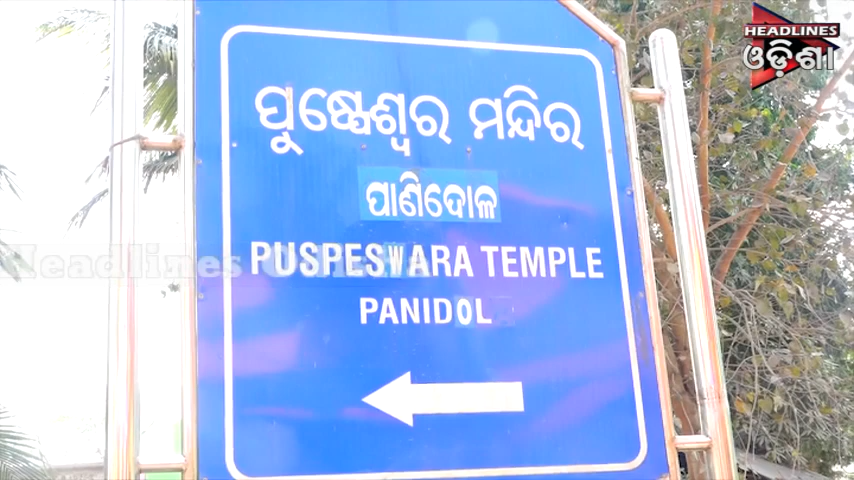 HEADLINES
ଓଡ଼ିଶା
ପୁଷ୍ପେଶ୍ୱର ମନ୍ଦିର
ପାଣିଦୋଳ
PUSPESWARA TEMPLE
PANIDOL